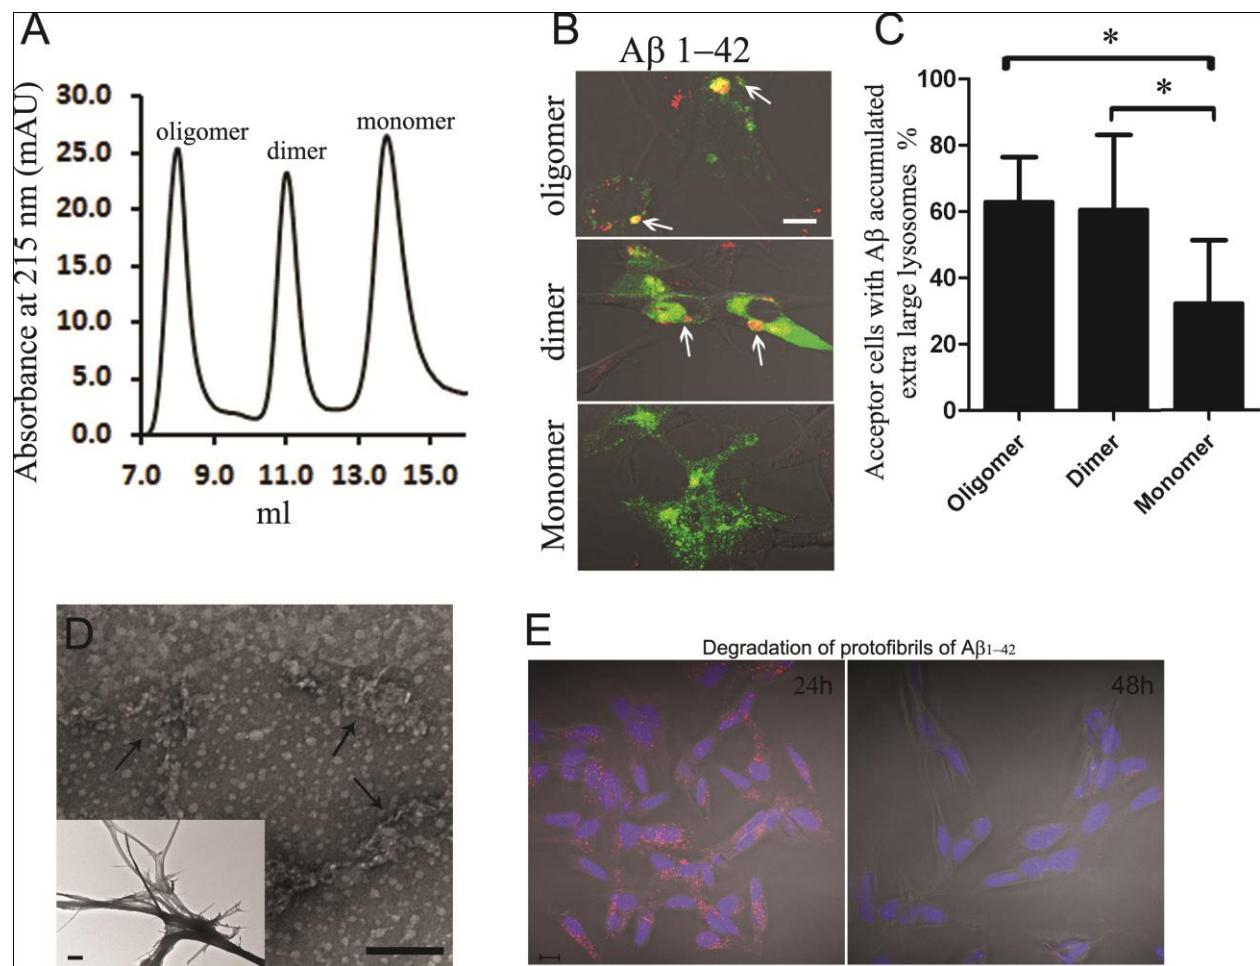 A
Absorbance at 215 nm (mAU)
30.0
25.0
20.0
15.0
10.0
5.0
0.0
oligomer
dimer
monomer
7.0 9.0 11.0 13.0 15.0
ml
B
Aβ 1–42
oligomer
dimer
Monomer
C
Acceptor cells with Aβ accumulated
extra large lysosomes %
100
80
60
40
20
0
*
*
Oligomer
Dimer
Monomer
D
E
Degradation of protofibrils of Aβ1–42
24h
48h